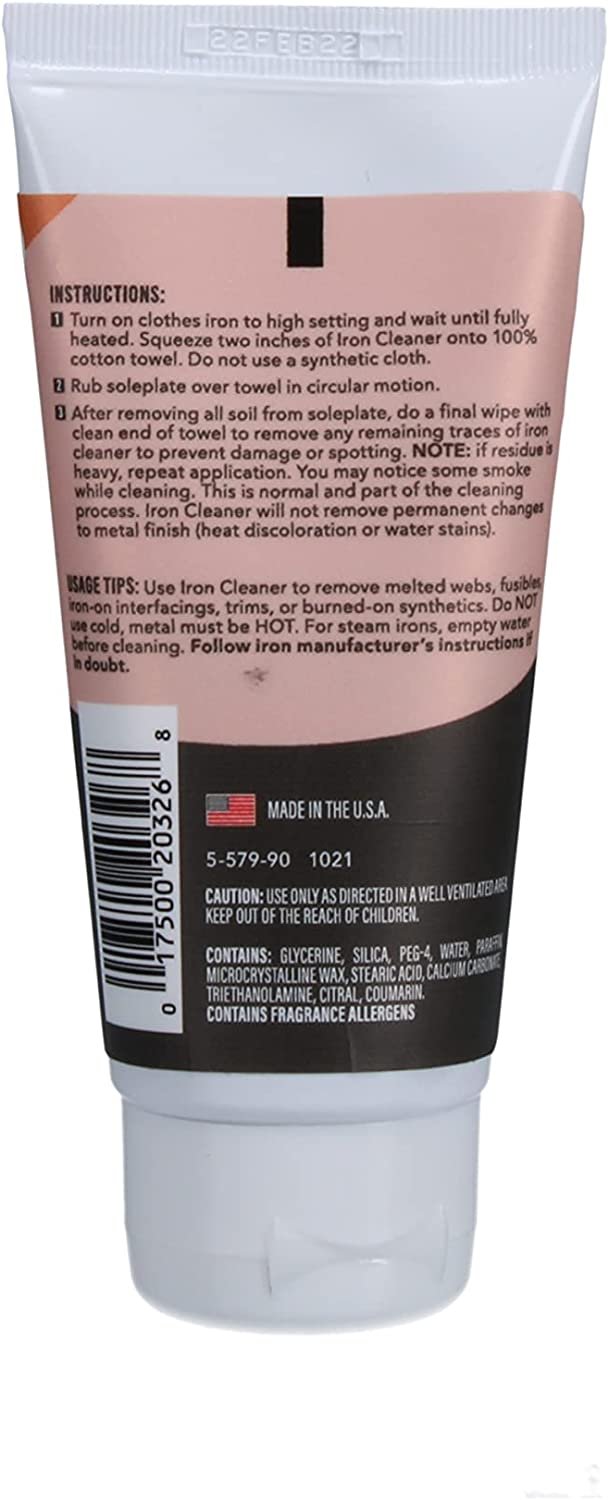 22FEB22
INSTRUCTIONS:
1 Turn on clothes iron to high setting and wait until fully
heated. Squeeze two inches of Iron Cleaner onto 100%
cotton towel. Do not use a synthetic cloth.
2 Rub soleplate over towel in circular motion.
3 After removing all soil from soleplate, do a final wipe with
clean end of towel to remove any remaining traces of iron
cleaner to prevent damage or spotting. NOTE: if residue is
heavy, repeat application. You may notice some smoke
while cleaning. This is normal and part of the cleaning
process. Iron Cleaner will not remove permanent changes
to metal finish (heat discoloration or water stains).
USAGE TIPS: Use Iron Cleaner to remove melted webs, fusibles,
iron-on interfacings, trims, or burned-on synthetics. Do NOT
use cold, metal must be HOT. For steam irons, empty water
before cleaning. Follow iron manufacturer's instructions if
in doubt.
MADE IN THE U.S.A.
5-579-90 1021
CAUTION: USE ONLY AS DIRECTED IN A WELL VENTILATED AREA
KEEP OUT OF THE REACH OF CHILDREN.
CONTAINS: GLYCERINE, SILICA, PEG-4, WATER, PARAFFIN
MICROCRYSTALLINE WAX, STEARIC ACID, CALCIUM CARBONATE,
TRIETHANOLAMINE, CITRAL, COUMARIN.
CONTAINS FRAGRANCE ALLERGENS
0 17500 20326 8